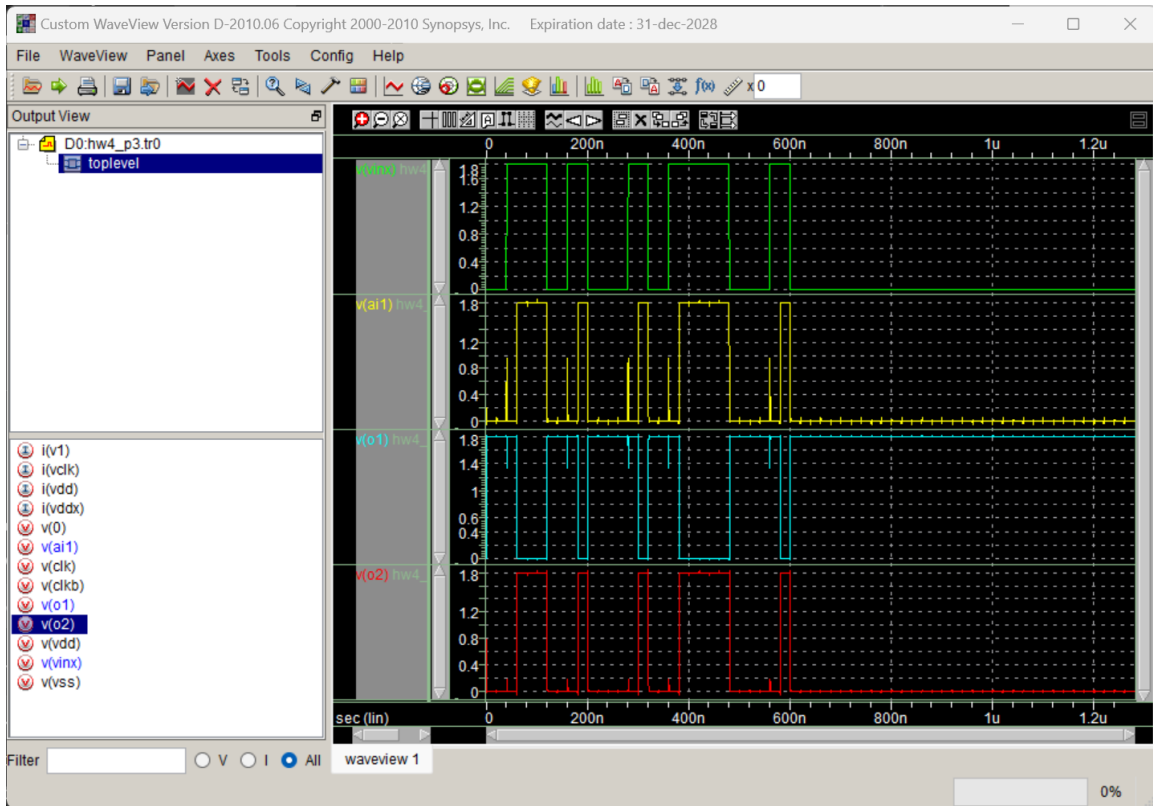 Custom WaveView Version D-2010.06 Copyright 2000-2010 Synopsys, Inc. Expiration date : 31-dec-2028
File WaveView Panel Axes Tools Config Help
x 0
Output View
D0:hw4_p3.tr0
toplevel
0 200n 400n 600n 800n 1u 1.2u
v(vinx) hw4
1.8
1.6
1.2
0.8
0.4
0
v(ai1) hw4_
1.8
1.2
0.8
0.4
0
v(o1) hw4_
1.8
1.4
1
0.6
0.4
0
v(o2) hw4_
1.8
1.2
0.8
0.4
0
sec (lin) 0 200n 400n 600n 800n 1u 1.2u
i(v1)
i(vclk)
i(vdd)
i(vddx)
v(0)
v(ai1)
v(clk)
v(clkb)
v(o1)
v(o2)
v(vdd)
v(vinx)
v(vss)
Filter V I All waveview 1
0%